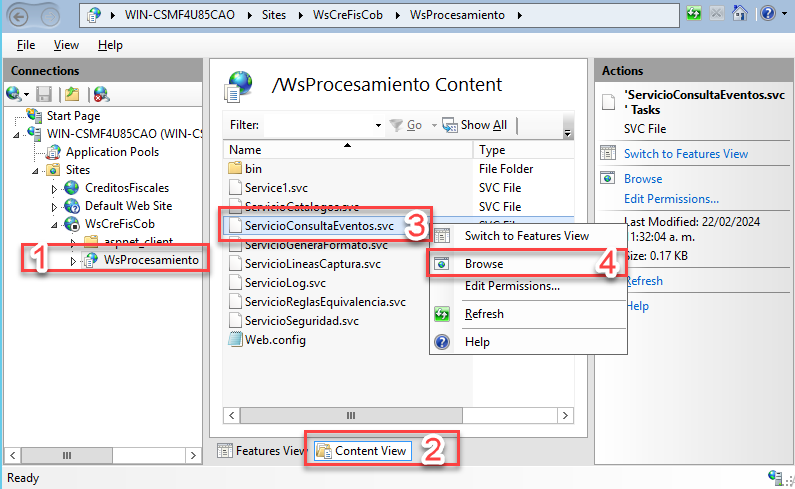 WIN-CSMF4U85CAO Sites WsCreFisCob WsProcesamiento
File View Help
Connections
Start Page
WIN-CSMF4U85CAO (WIN-CS
Application Pools
Sites
CreditosFiscales
Default Web Site
WsCreFisCob
aspnet_client
1
WsProcesamiento
/WsProcesamiento Content
Filter: Go Show All
Name Type
bin File Folder
Service1.svc SVC File
ServicioCatalogos.svc SVC File
ServicioConsultaEventos.svc 3
ServicioGeneraFormato.svc
ServicioLineasCaptura.svc
ServicioLog.svc
ServicioReglasEquivalencia.svc
ServicioSeguridad.svc
Web.config
Switch to Features View
Browse 4
Edit Permissions...
Refresh
Help
Features View Content View 2
Actions
'ServicioConsultaEventos.svc
' Tasks
SVC File
Switch to Features View
Browse
Edit Permissions...
Last Modified: 22/02/2024
11:32:04 a. m.
Size: 0.17 KB
Refresh
Help
Ready